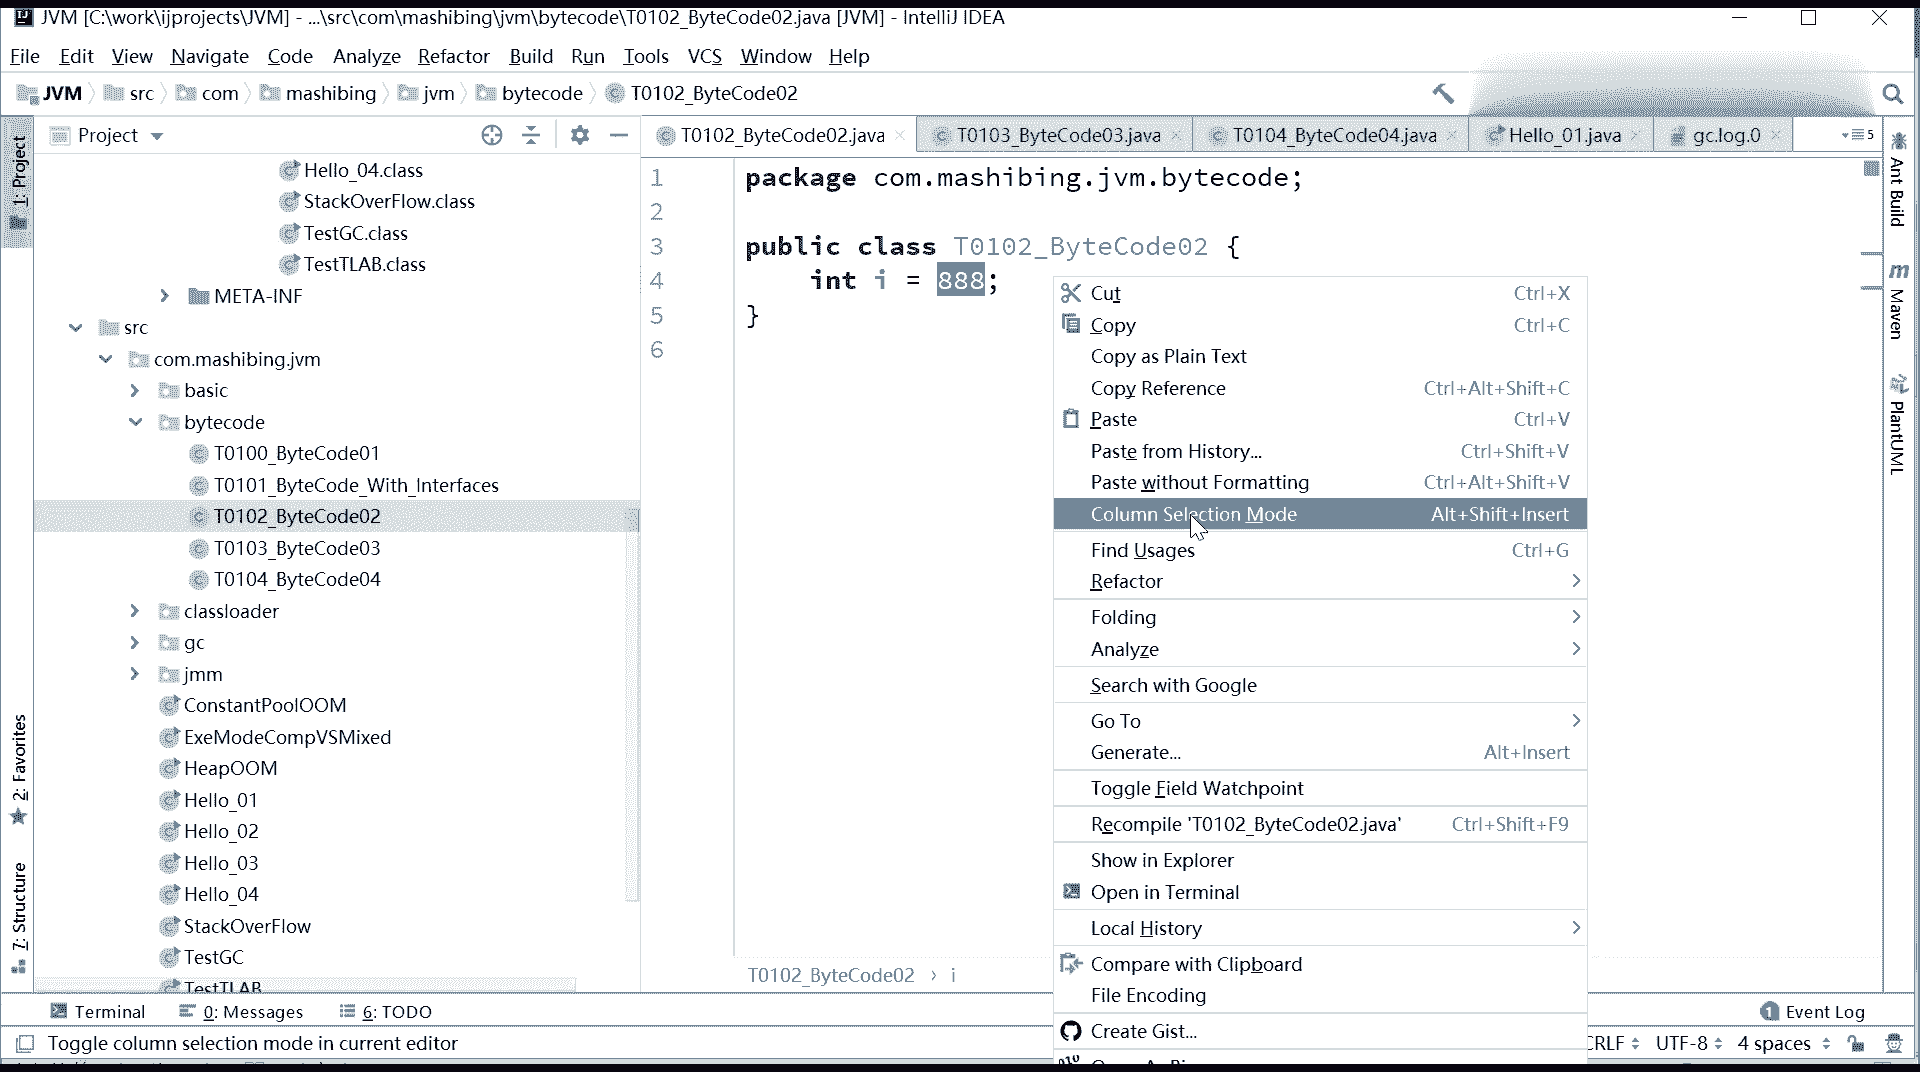 JVM [C:\work\ijprojects\JVM] - ...\src\com\mashibing\jvm\bytecode\T0102_ByteCode02.java [JVM] - IntelliJ IDEA
File Edit View Navigate Code Analyze Refactor Build Run Tools VCS Window Help
JVM src com mashibing jvm bytecode T0102_ByteCode02
1: Project
2: Favorites
7: Structure
Project
Hello_04.class
StackOverFlow.class
TestGC.class
TestTLAB.class
META-INF
src
com.mashibing.jvm
basic
bytecode
T0100_ByteCode01
T0101_ByteCode_With_Interfaces
T0102_ByteCode02
T0103_ByteCode03
T0104_ByteCode04
classloader
gc
jmm
ConstantPoolOOM
ExeModeCompVSMixed
HeapOOM
Hello_01
Hello_02
Hello_03
Hello_04
StackOverFlow
TestGC
TestTLAB
T0102_ByteCode02.java T0103_ByteCode03.java T0104_ByteCode04.java Hello_01.java gc.log.0 5
1 package com.mashibing.jvm.bytecode;
2
3 public class T0102_ByteCode02 {
4 int i = 888;
5 }
6
Cut Ctrl+X
Copy Ctrl+C
Copy as Plain Text
Copy Reference Ctrl+Alt+Shift+C
Paste Ctrl+V
Paste from History... Ctrl+Shift+V
Paste without Formatting Ctrl+Alt+Shift+V
Column Selection Mode Alt+Shift+Insert
Find Usages Ctrl+G
Refactor
Folding
Analyze
Search with Google
Go To
Generate... Alt+Insert
Toggle Field Watchpoint
Recompile 'T0102_ByteCode02.java' Ctrl+Shift+F9
Show in Explorer
Open in Terminal
Local History
Compare with Clipboard
File Encoding
Create Gist...
T0102_ByteCode02 › i
Ant Build
m Maven
PlantUML
Terminal 0: Messages 6: TODO 1 Event Log
Toggle column selection mode in current editor CRLF UTF-8 4 spaces